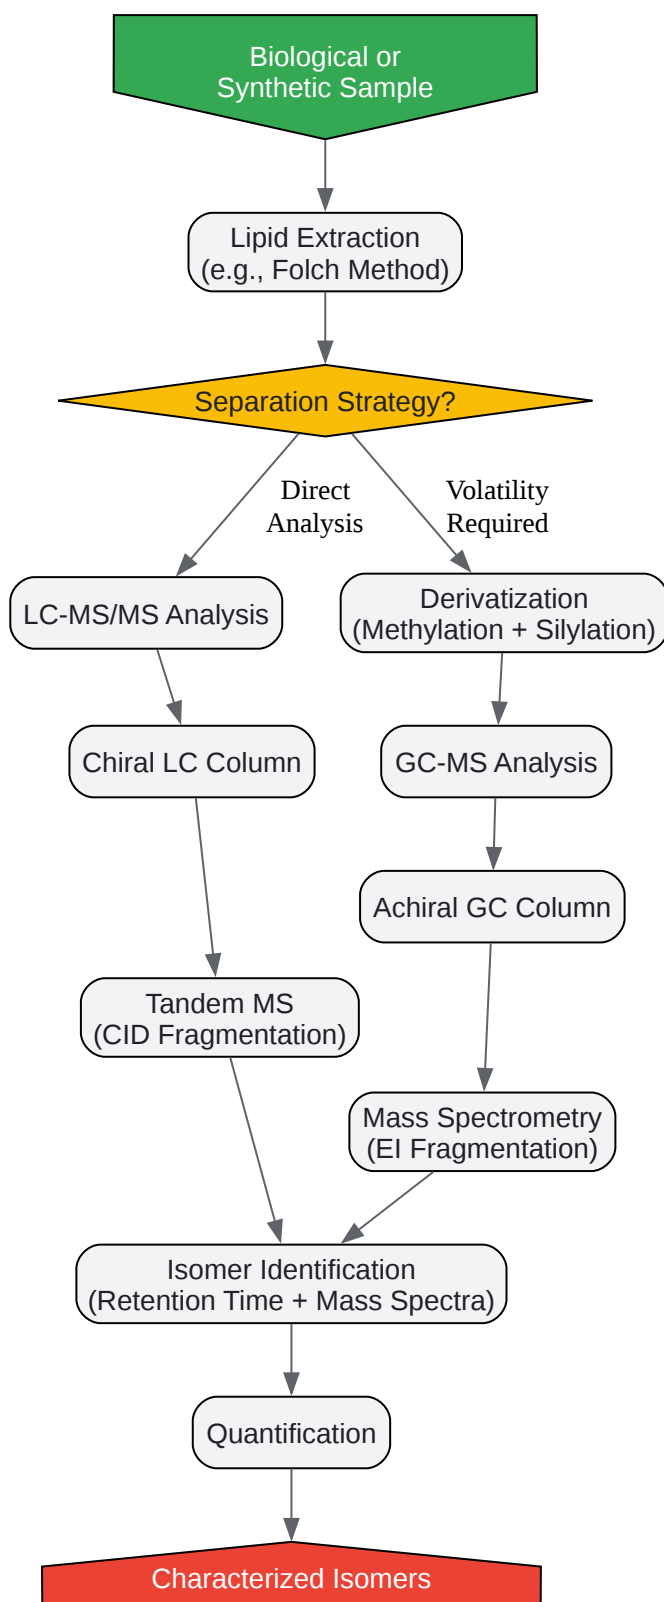 Biological or
Synthetic Sample
Lipid Extraction
(e.g., Folch Method)
Separation Strategy?
Direct
Analysis
Volatility
Required
LC-MS/MS Analysis
Derivatization
(Methylation + Silylation)
Chiral LC Column
GC-MS Analysis
Achiral GC Column
Tandem MS
(CID Fragmentation)
Mass Spectrometry
(EI Fragmentation)
Isomer Identification
(Retention Time + Mass Spectra)
Quantification
Characterized Isomers